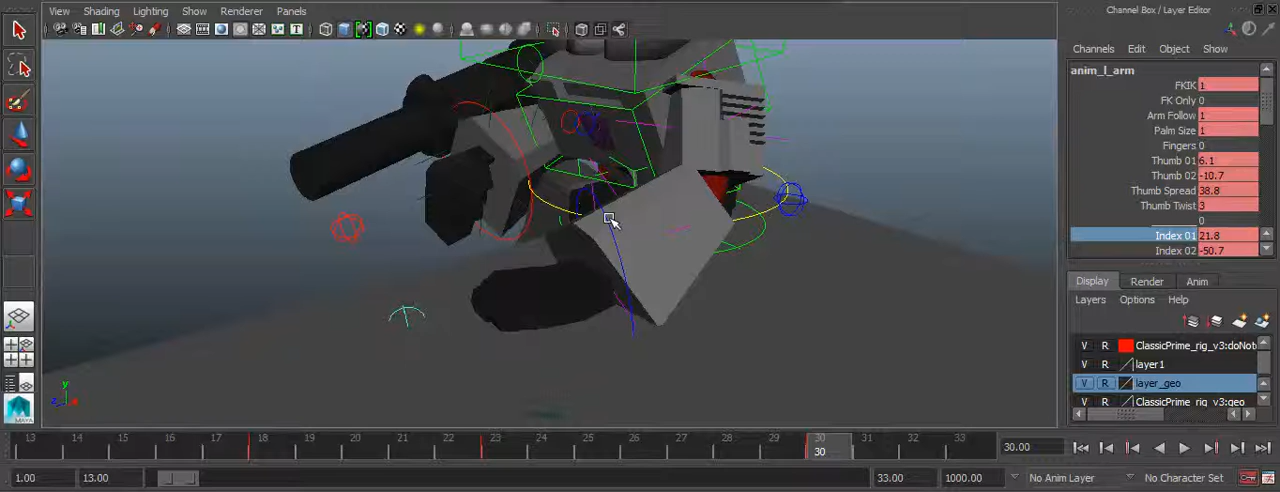 View Shading Lighting Show Renderer Panels
Channel Box / Layer Editor
Channels Edit Object Show
anim_l_arm
FKIK 1
FK Only 0
Arm Follow 1
Palm Size 1
Fingers 0
Thumb 01 6.1
Thumb 02 -10.7
Thumb Spread 38.8
Thumb Twist 3
0
Index 01 21.8
Index 02 -50.7
Display Render Anim
Layers Options Help
V R ClassicPrime_rig_v3:doNot
V R layer1
V R layer_geo
V R ClassicPrime_rig_v3:geo
y
z
MAYA
13 14 15 16 17 18 19 20 21 22 23 24 25 26 27 28 29 30 31 32 33
30
30.00
1.00 13.00 33.00 1000.00 No Anim Layer No Character Set